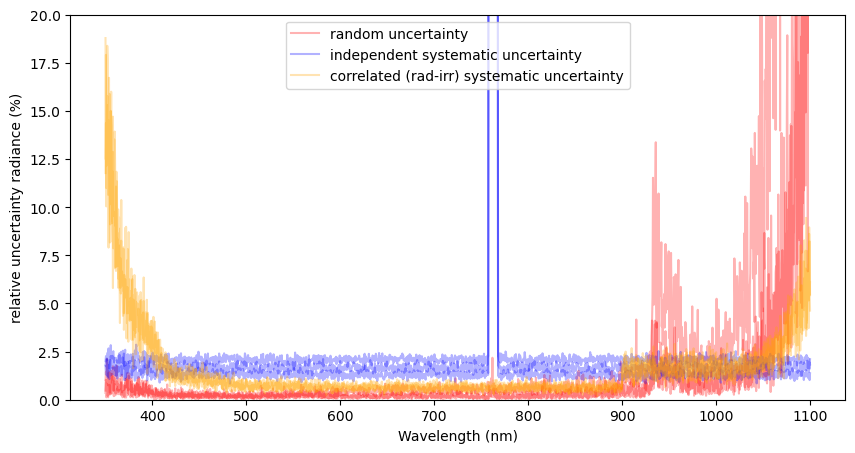 20.0
17.5
15.0
12.5
10.0
7.5
5.0
2.5
0.0
relative uncertainty radiance (%)
random uncertainty
independent systematic uncertainty
correlated (rad-irr) systematic uncertainty
400 500 600 700 800 900 1000 1100
Wavelength (nm)